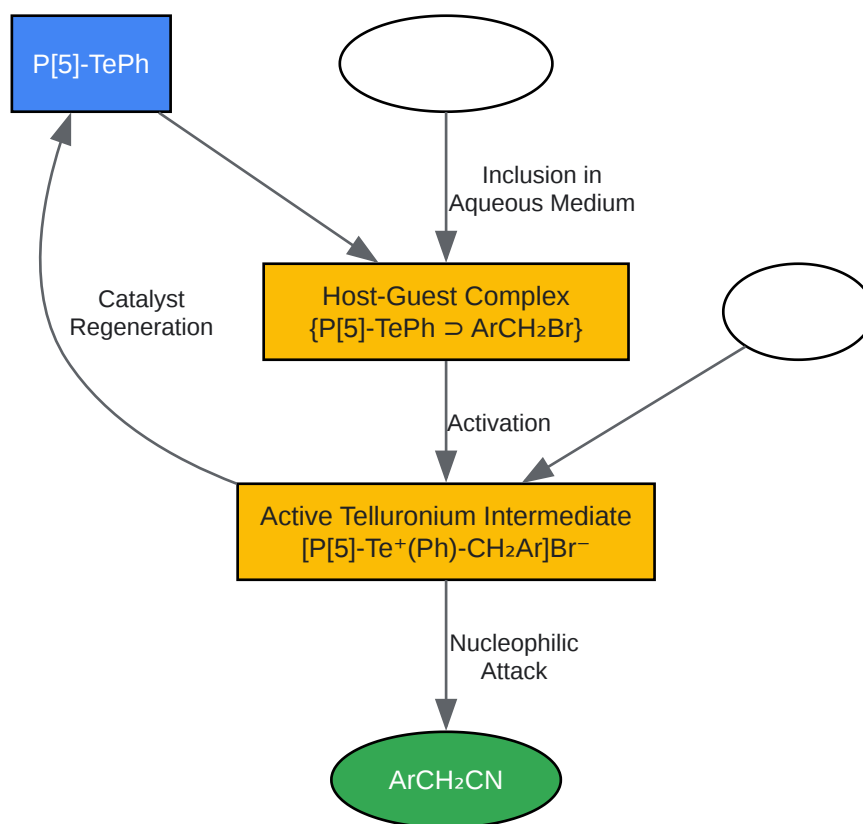 P[5]-TePh
Inclusion in
Aqueous Medium
Host-Guest Complex
{P[5]-TePh ⊃ ArCH₂Br}
Catalyst
Regeneration
Activation
Active Telluronium Intermediate
[P[5]-Te⁺(Ph)-CH₂Ar]Br⁻
Nucleophilic
Attack
ArCH₂CN